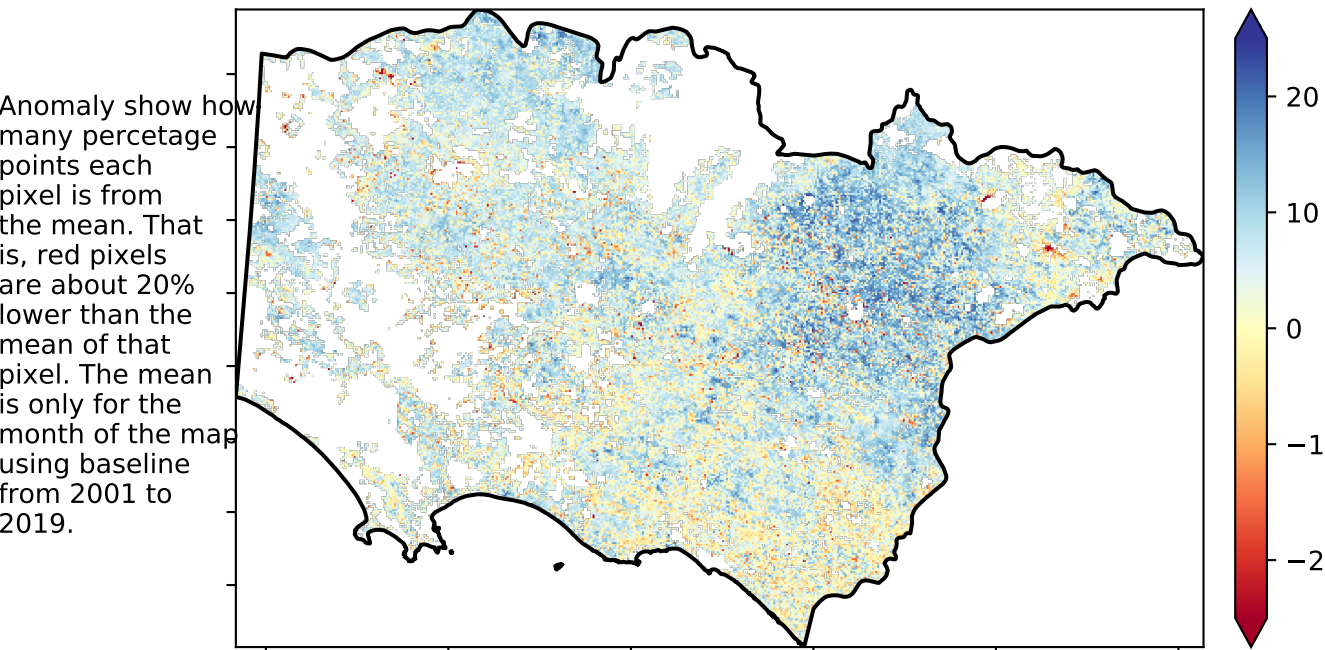 Anomaly show how
many percetage
points each
pixel is from
the mean. That
is, red pixels
are about 20%
lower than the
mean of that
pixel. The mean
is only for the
month of the map
using baseline
from 2001 to
2019.
20
10
0
−1
−2